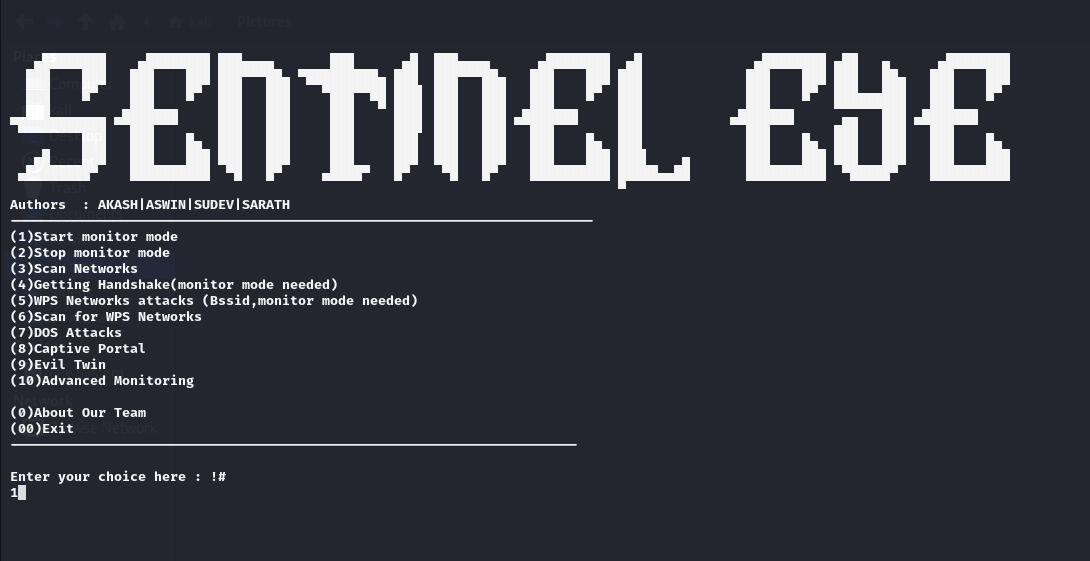 SENTINEL EYE
Authors  : AKASH|ASWIN|SUDEV|SARATH
(1)Start monitor mode
(2)Stop monitor mode
(3)Scan Networks
(4)Getting Handshake(monitor mode needed)
(5)WPS Networks attacks (Bssid,monitor mode needed)
(6)Scan for WPS Networks
(7)DOS Attacks
(8)Captive Portal
(9)Evil Twin
(10)Advanced Monitoring
(0)About Our Team
(00)Exit
Enter your choice here : !#
1